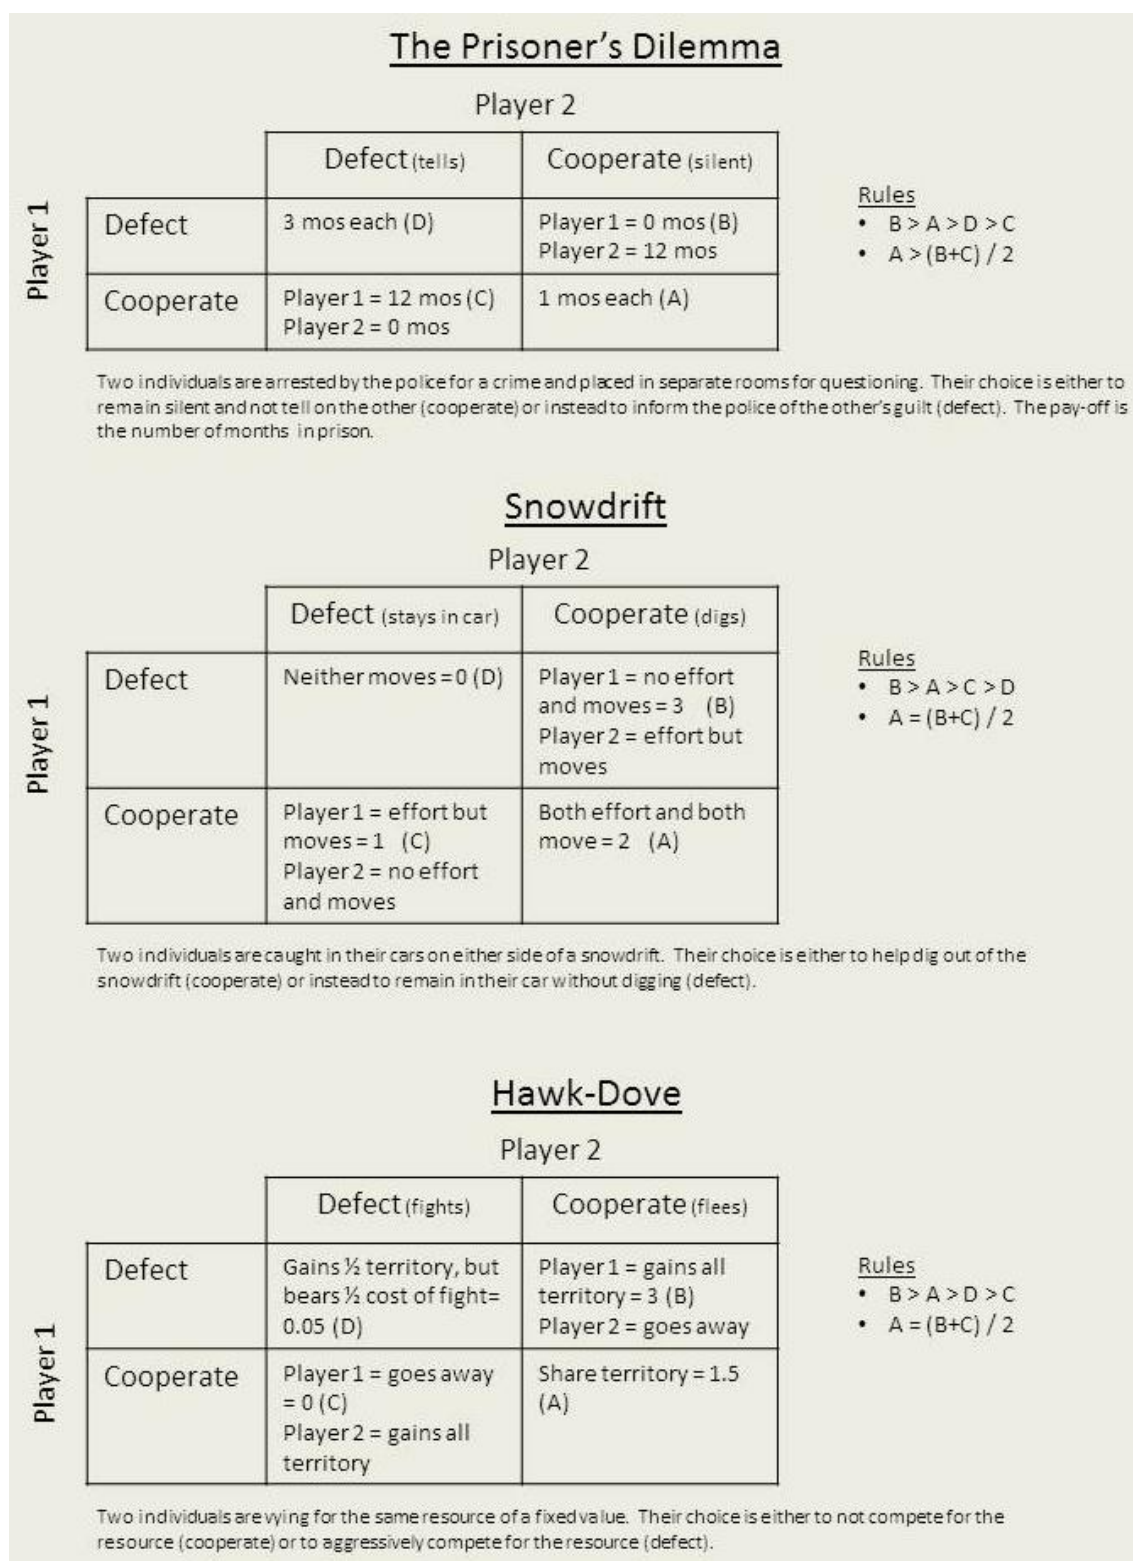 The Prisoner's Dilemma
Player 2
Defect (tells)
Cooperate (silent)
Player 1
Defect
3 mos each (D)
Player 1 = 0 mos (B)
Player 2 = 12 mos
Cooperate
Player 1 = 12 mos (C)
Player 2 = 0 mos
1 mos each (A)
Rules
• B > A > D > C
• A > (B+C) / 2
Two individuals are arrested by the police for a crime and placed in separate rooms for questioning. Their choice is either to
remain silent and not tell on the other (cooperate) or instead to inform the police of the other's guilt (defect). The pay-off is
the number of months in prison.
Snowdrift
Player 2
Defect (stays in car)
Cooperate (digs)
Player 1
Defect
Neither moves = 0 (D)
Player 1 = no effort
and moves = 3 (B)
Player 2 = effort but
moves
Cooperate
Player 1 = effort but
moves = 1 (C)
Player 2 = no effort
and moves
Both effort and both
move = 2 (A)
Rules
• B > A > C > D
• A = (B+C) / 2
Two individuals are caught in their cars on either side of a snowdrift. Their choice is either to help dig out of the
snowdrift (cooperate) or instead to remain in their car without digging (defect).
Hawk-Dove
Player 2
Defect (fights)
Cooperate (flees)
Player 1
Defect
Gains ½ territory, but
bears ½ cost of fight=
0.05 (D)
Player 1 = gains all
territory = 3 (B)
Player 2 = goes away
Cooperate
Player 1 = goes away
= 0 (C)
Player 2 = gains all
territory
Share territory = 1.5
(A)
Rules
• B > A > D > C
• A = (B+C) / 2
Two individuals are vying for the same resource of a fixed value. Their choice is either to not compete for the
resource (cooperate) or to aggressively compete for the resource (defect).